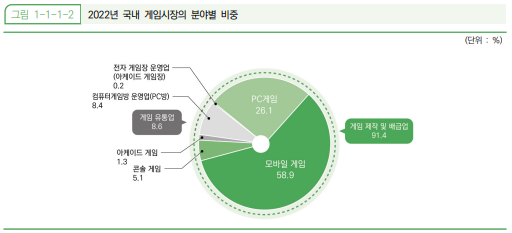 그림 1-1-1-2 2022년 국내 게임시장의 분야별 비중
(단위 : %)
전자 게임장 운영업
(아케이드 게임장)
0.2
컴퓨터게임방 운영업(PC방)
8.4
게임 유통업
8.6
아케이드 게임
1.3
콘솔 게임
5.1
PC게임
26.1
모바일 게임
58.9
게임 제작 및 배급업
91.4